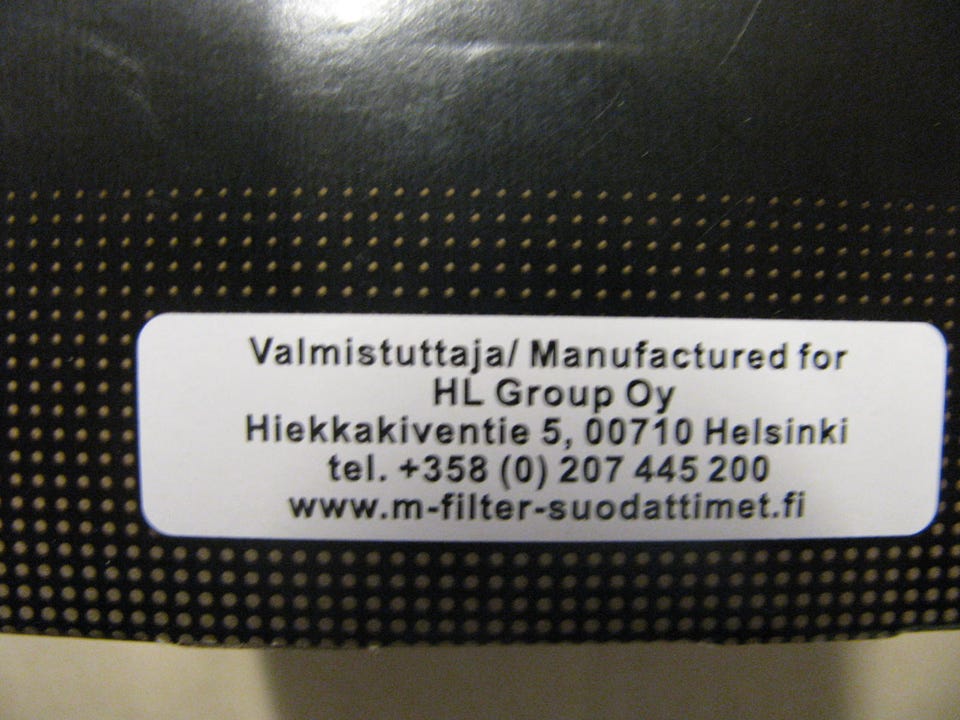 Valmistuttaja/ Manufactured for
HL Group Oy
Hiekkakiventie 5, 00710 Helsinki
tel. +358 (0) 207 445 200
www.m-filter-suodattimet.fi